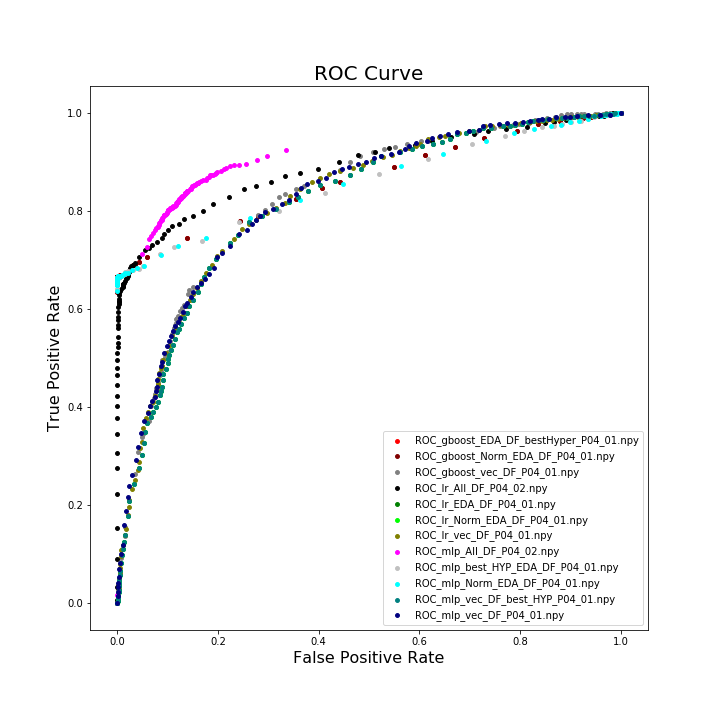 ROC Curve
1.0
0.8
0.6
0.4
0.2
0.0
True Positive Rate
0.0 0.2 0.4 0.6 0.8 1.0
False Positive Rate
ROC_gboost_EDA_DF_bestHyper_P04_01.npy
ROC_gboost_Norm_EDA_DF_P04_01.npy
ROC_gboost_vec_DF_P04_01.npy
ROC_lr_All_DF_P04_02.npy
ROC_lr_EDA_DF_P04_01.npy
ROC_lr_Norm_EDA_DF_P04_01.npy
ROC_lr_vec_DF_P04_01.npy
ROC_mlp_All_DF_P04_02.npy
ROC_mlp_best_HYP_EDA_DF_P04_01.npy
ROC_mlp_Norm_EDA_DF_P04_01.npy
ROC_mlp_vec_DF_best_HYP_P04_01.npy
ROC_mlp_vec_DF_P04_01.npy